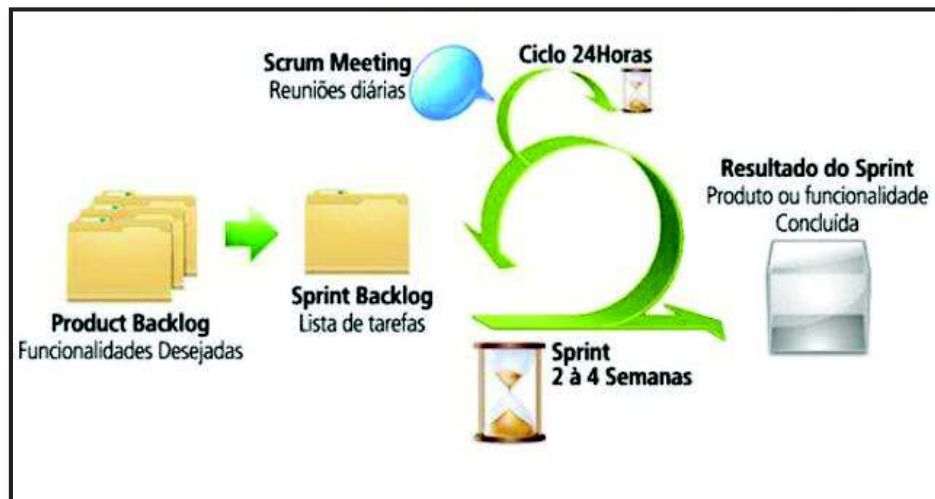 Scrum Meeting
Reuniões diárias
Ciclo 24Horas
Resultado do Sprint
Produto ou funcionalidade
Concluída
Product Backlog
Funcionalidades Desejadas
Sprint Backlog
Lista de tarefas
Sprint
2 à 4 Semanas